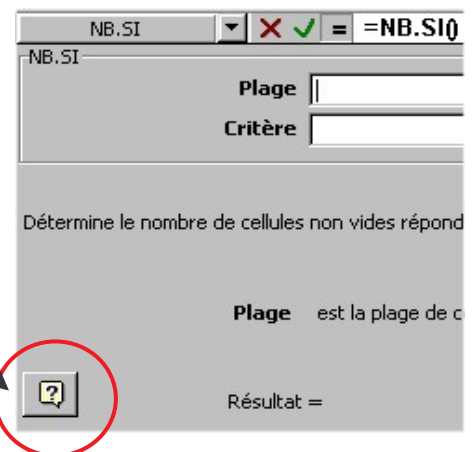 NB.SI = =NB.SI()
NB.SI
Plage
Critère
Détermine le nombre de cellules non vides répond
Plage est la plage de c
?
Résultat =